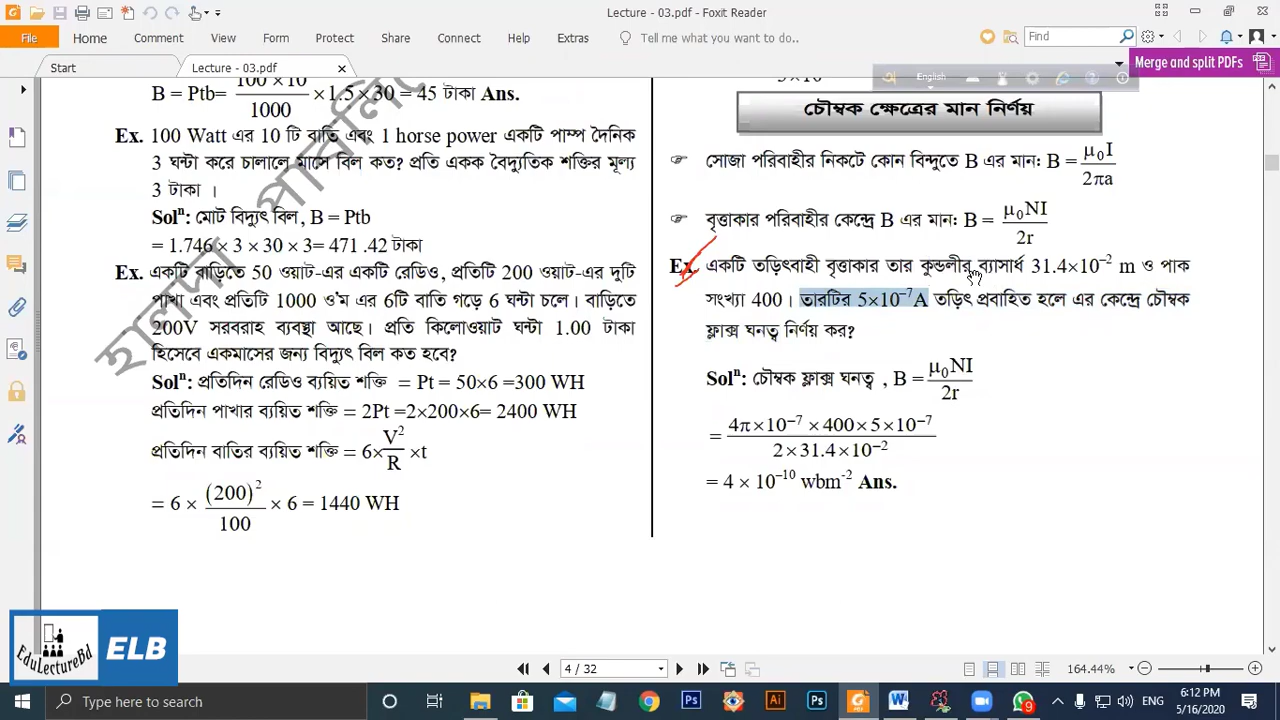 Lecture - 03.pdf - Foxit Reader
File Home Comment View Form Protect Share Connect Help Extras Tell me what you want to do... Find
Start Lecture - 03.pdf × Merge and split PDFs
English
B = Ptb= 100 × 10 / 1000 × 1.5 × 30 = 45 টাকা Ans.
Ex. 100 Watt এর 10 টি বাতি এবং 1 horse power একটি পাম্প দৈনিক
3 ঘন্টা করে চালালে মাসে বিল কত? প্রতি একক বৈদ্যুতিক শক্তির মূল্য
3 টাকা ।
Solⁿ: মোট বিদ্যুৎ বিল, B = Ptb
= 1.746 × 3 × 30 × 3= 471 .42 টাকা
Ex. একটি বাড়িতে 50 ওয়াট-এর একটি রেডিও, প্রতিটি 200 ওয়াট-এর দুটি
পাখা এবং প্রতিটি 1000 ও'ম এর 6টি বাতি গড়ে 6 ঘন্টা চলে। বাড়িতে
200V সরবরাহ ব্যবস্থা আছে। প্রতি কিলোওয়াট ঘন্টা 1.00 টাকা
হিসেবে একমাসের জন্য বিদ্যুৎ বিল কত হবে?
Solⁿ: প্রতিদিন রেডিও ব্যয়িত শক্তি = Pt = 50×6 =300 WH
প্রতিদিন পাখার ব্যয়িত শক্তি = 2Pt =2×200×6= 2400 WH
প্রতিদিন বাতির ব্যয়িত শক্তি = 6× V² / R ×t
= 6 × (200)² / 100 × 6 = 1440 WH
চৌম্বক ক্ষেত্রের মান নির্ণয়
☞ সোজা পরিবাহীর নিকটে কোন বিন্দুতে B এর মান: B = μ₀I / 2πa
☞ বৃত্তাকার পরিবাহীর কেন্দ্রে B এর মান: B = μ₀NI / 2r
Ex. একটি তড়িৎবাহী বৃত্তাকার তার কুন্ডলীর ব্যাসার্ধ 31.4×10⁻² m ও পাক
সংখ্যা 400। তারটির 5×10⁻⁷A তড়িৎ প্রবাহিত হলে এর কেন্দ্রে চৌম্বক
ফ্লাক্স ঘনত্ব নির্ণয় কর?
Solⁿ: চৌম্বক ফ্লাক্স ঘনত্ব , B = μ₀NI / 2r
= 4π×10⁻⁷ × 400 × 5 ×10⁻⁷ / 2 × 31.4 × 10⁻²
= 4 × 10⁻¹⁰ wbm⁻² Ans.
EduLectureBd ELB
4 / 32 164.44%
Type here to search
ENG 6:12 PM
5/16/2020